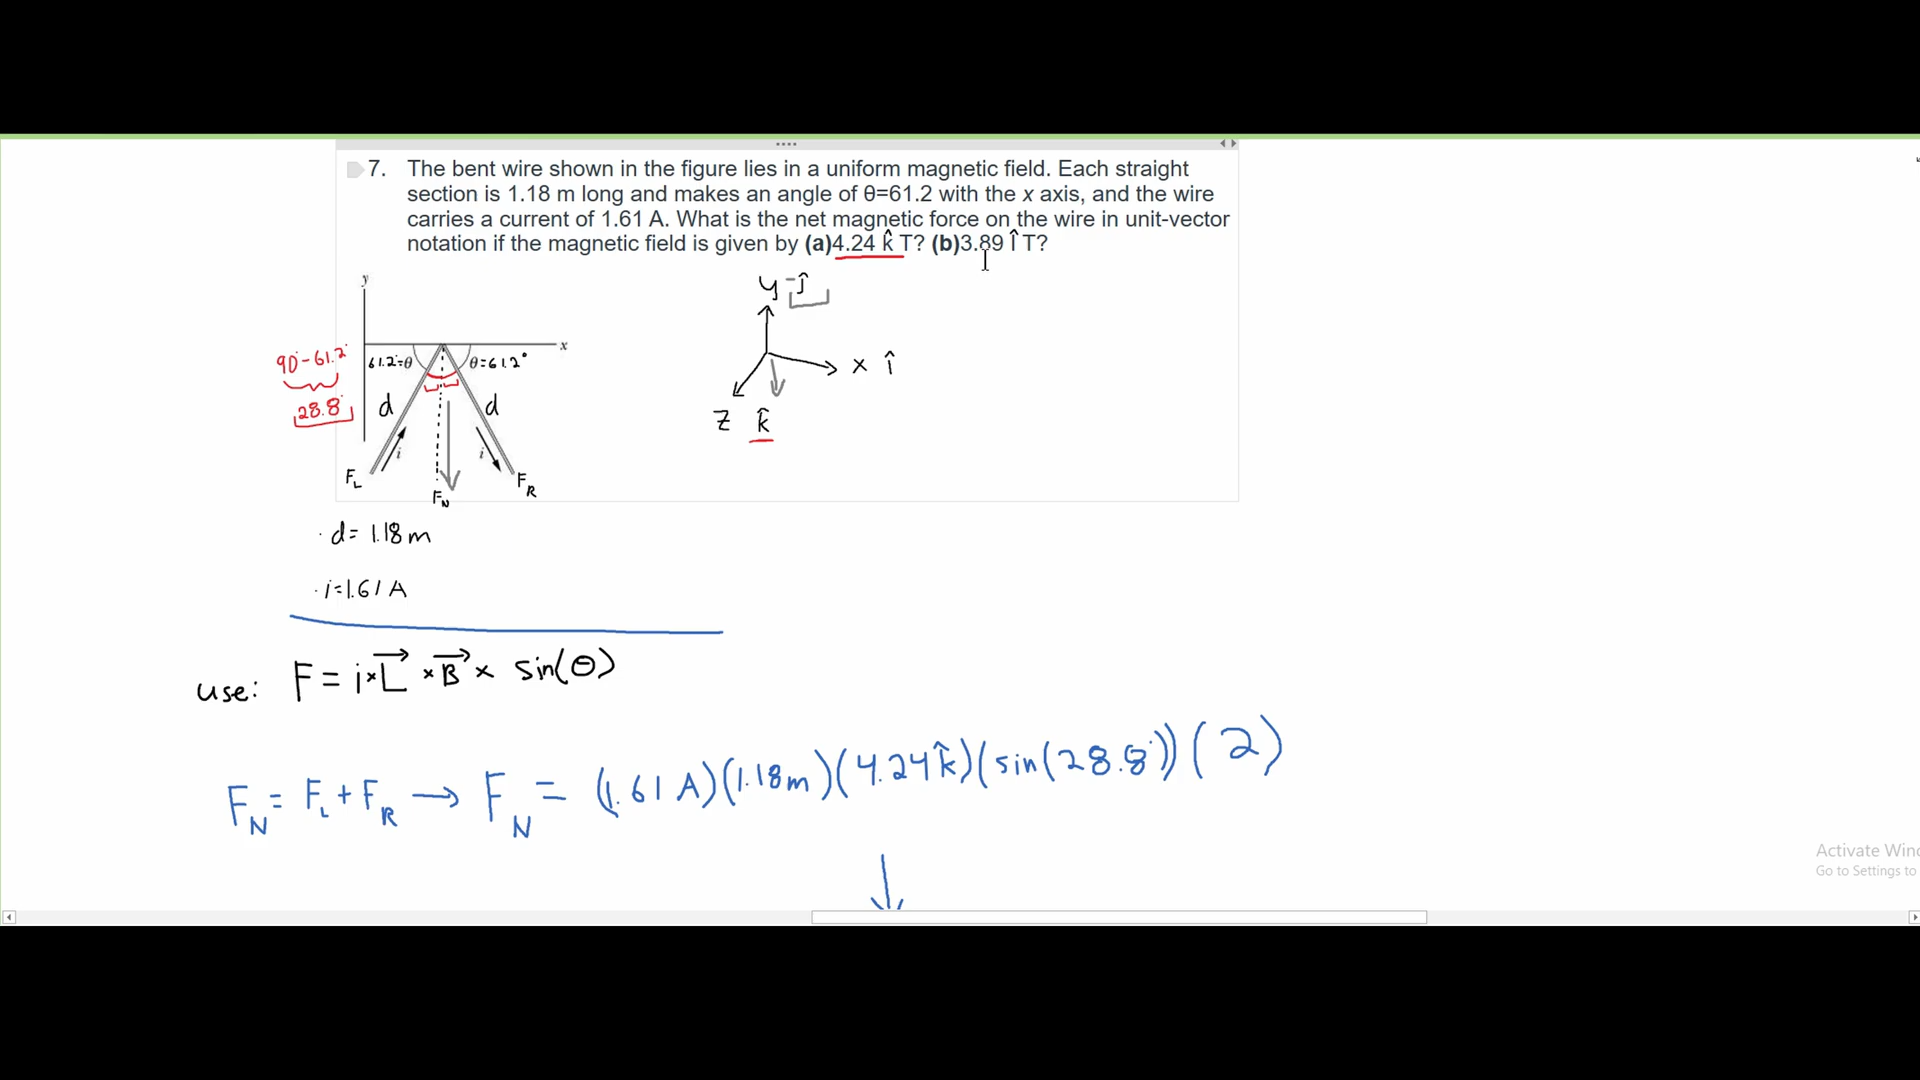 7. The bent wire shown in the figure lies in a uniform magnetic field. Each straight
section is 1.18 m long and makes an angle of θ=61.2 with the x axis, and the wire
carries a current of 1.61 A. What is the net magnetic force on the wire in unit-vector
notation if the magnetic field is given by (a)4.24 k̂ T? (b)3.89 î T?
y
y -ĵ
x
90°-61.2°
61.2°=θ
θ=61.2°
x î
28.8°
d
d
z k̂
i
i
F_L
F_R
F_N
· d= 1.18m
· i=1.61 A
use: F = i × L⃗ × B⃗ × sin(θ)
F_N = F_L + F_R → F_N = (1.61 A)(1.18m)(4.24k̂)(sin(28.8°))(2)
Activate Win
Go to Settings to